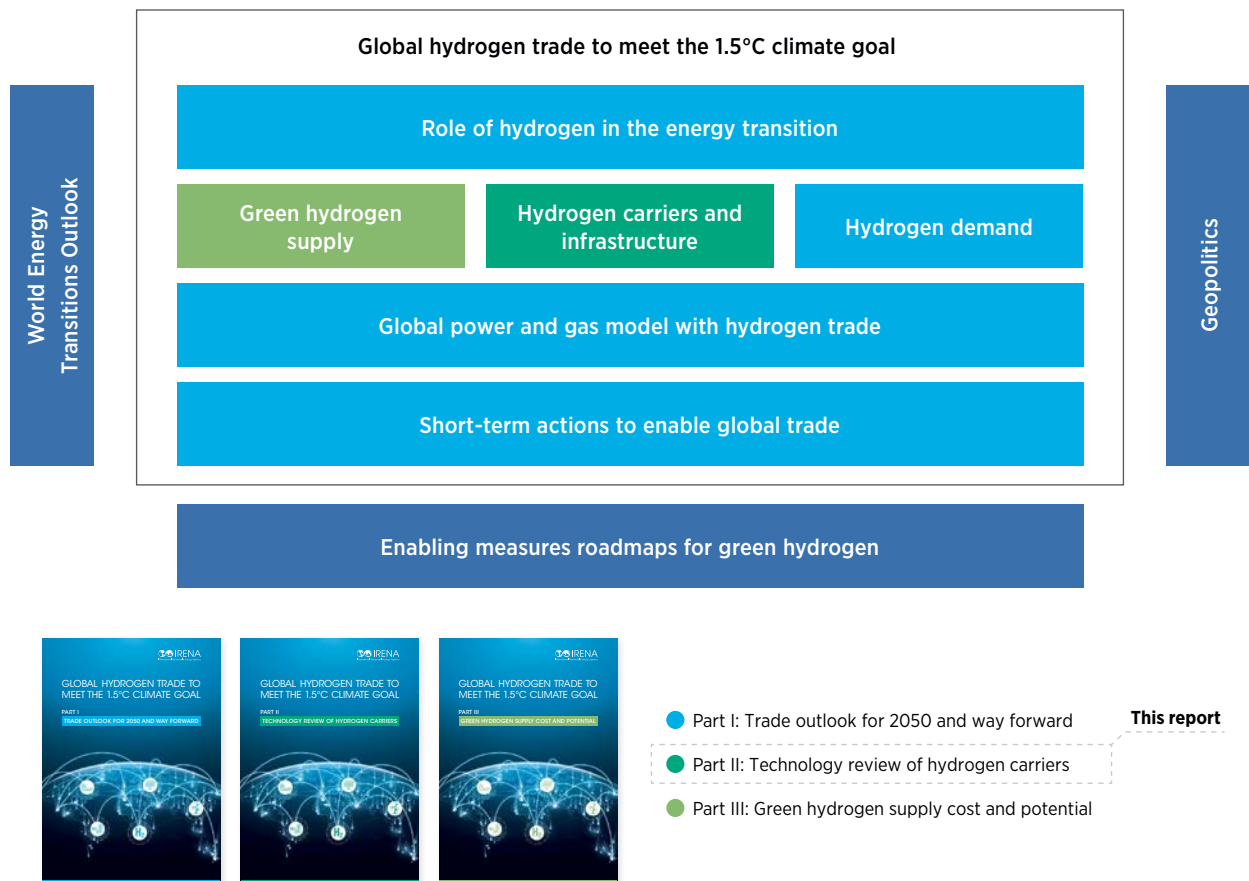 Global hydrogen trade to meet the 1.5°C climate goal
World Energy
Transitions Outlook
Role of hydrogen in the energy transition
Green hydrogen
supply
Hydrogen carriers and
infrastructure
Hydrogen demand
Global power and gas model with hydrogen trade
Short-term actions to enable global trade
Geopolitics
Enabling measures roadmaps for green hydrogen
IRENA
GLOBAL HYDROGEN TRADE TO
MEET THE 1.5°C CLIMATE GOAL
PART I
TRADE OUTLOOK FOR 2050 AND WAY FORWARD
H2
IRENA
GLOBAL HYDROGEN TRADE TO
MEET THE 1.5°C CLIMATE GOAL
PART II
TECHNOLOGY REVIEW OF HYDROGEN CARRIERS
H2
IRENA
GLOBAL HYDROGEN TRADE TO
MEET THE 1.5°C CLIMATE GOAL
PART III
GREEN HYDROGEN SUPPLY COST AND POTENTIAL
H2
Part I: Trade outlook for 2050 and way forward
This report
Part II: Technology review of hydrogen carriers
Part III: Green hydrogen supply cost and potential